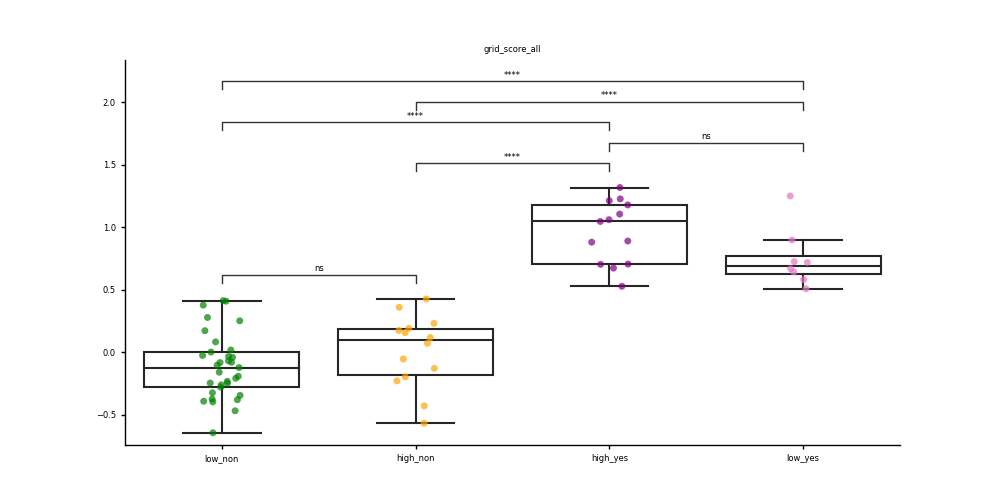 grid_score_all
****
****
****
ns
****
ns
2.0
1.5
1.0
0.5
0.0
−0.5
low_non
high_non
high_yes
low_yes